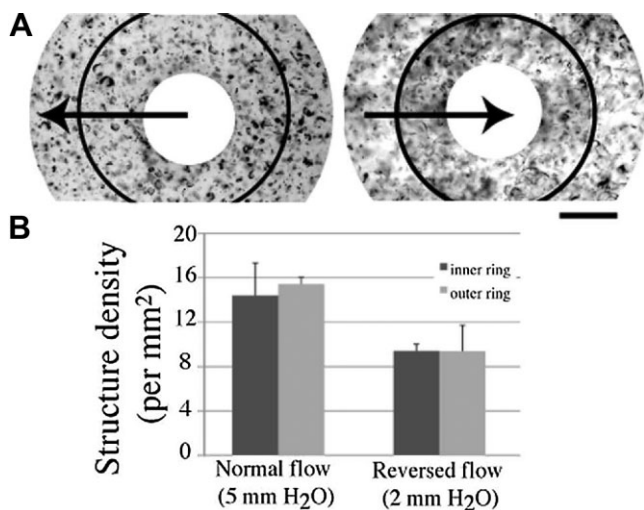 A
B
Structure density
(per mm²)
20
16
12
8
4
0
inner ring
outer ring
Normal flow
(5 mm H₂O)
Reversed flow
(2 mm H₂O)